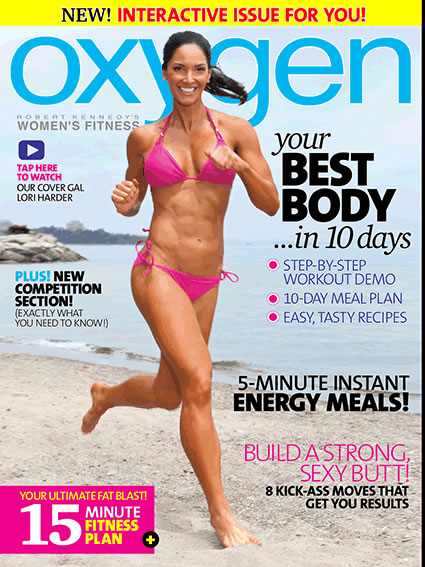 NEW! INTERACTIVE ISSUE FOR YOU!
oxygen
ROBERT KENNEDY'S
WOMEN'S FITNESS
TAP HERE
TO WATCH
OUR COVER GAL
LORI HARDER
your
BEST
BODY
...in 10 days
STEP-BY-STEP
WORKOUT DEMO
10-DAY MEAL PLAN
EASY, TASTY RECIPES
PLUS! NEW
COMPETITION
SECTION!
(EXACTLY WHAT
YOU NEED TO KNOW!)
5-MINUTE INSTANT
ENERGY MEALS!
BUILD A STRONG,
SEXY BUTT!
8 KICK-ASS MOVES THAT
GET YOU RESULTS
YOUR ULTIMATE FAT BLAST!
15 MINUTE
FITNESS
PLAN +